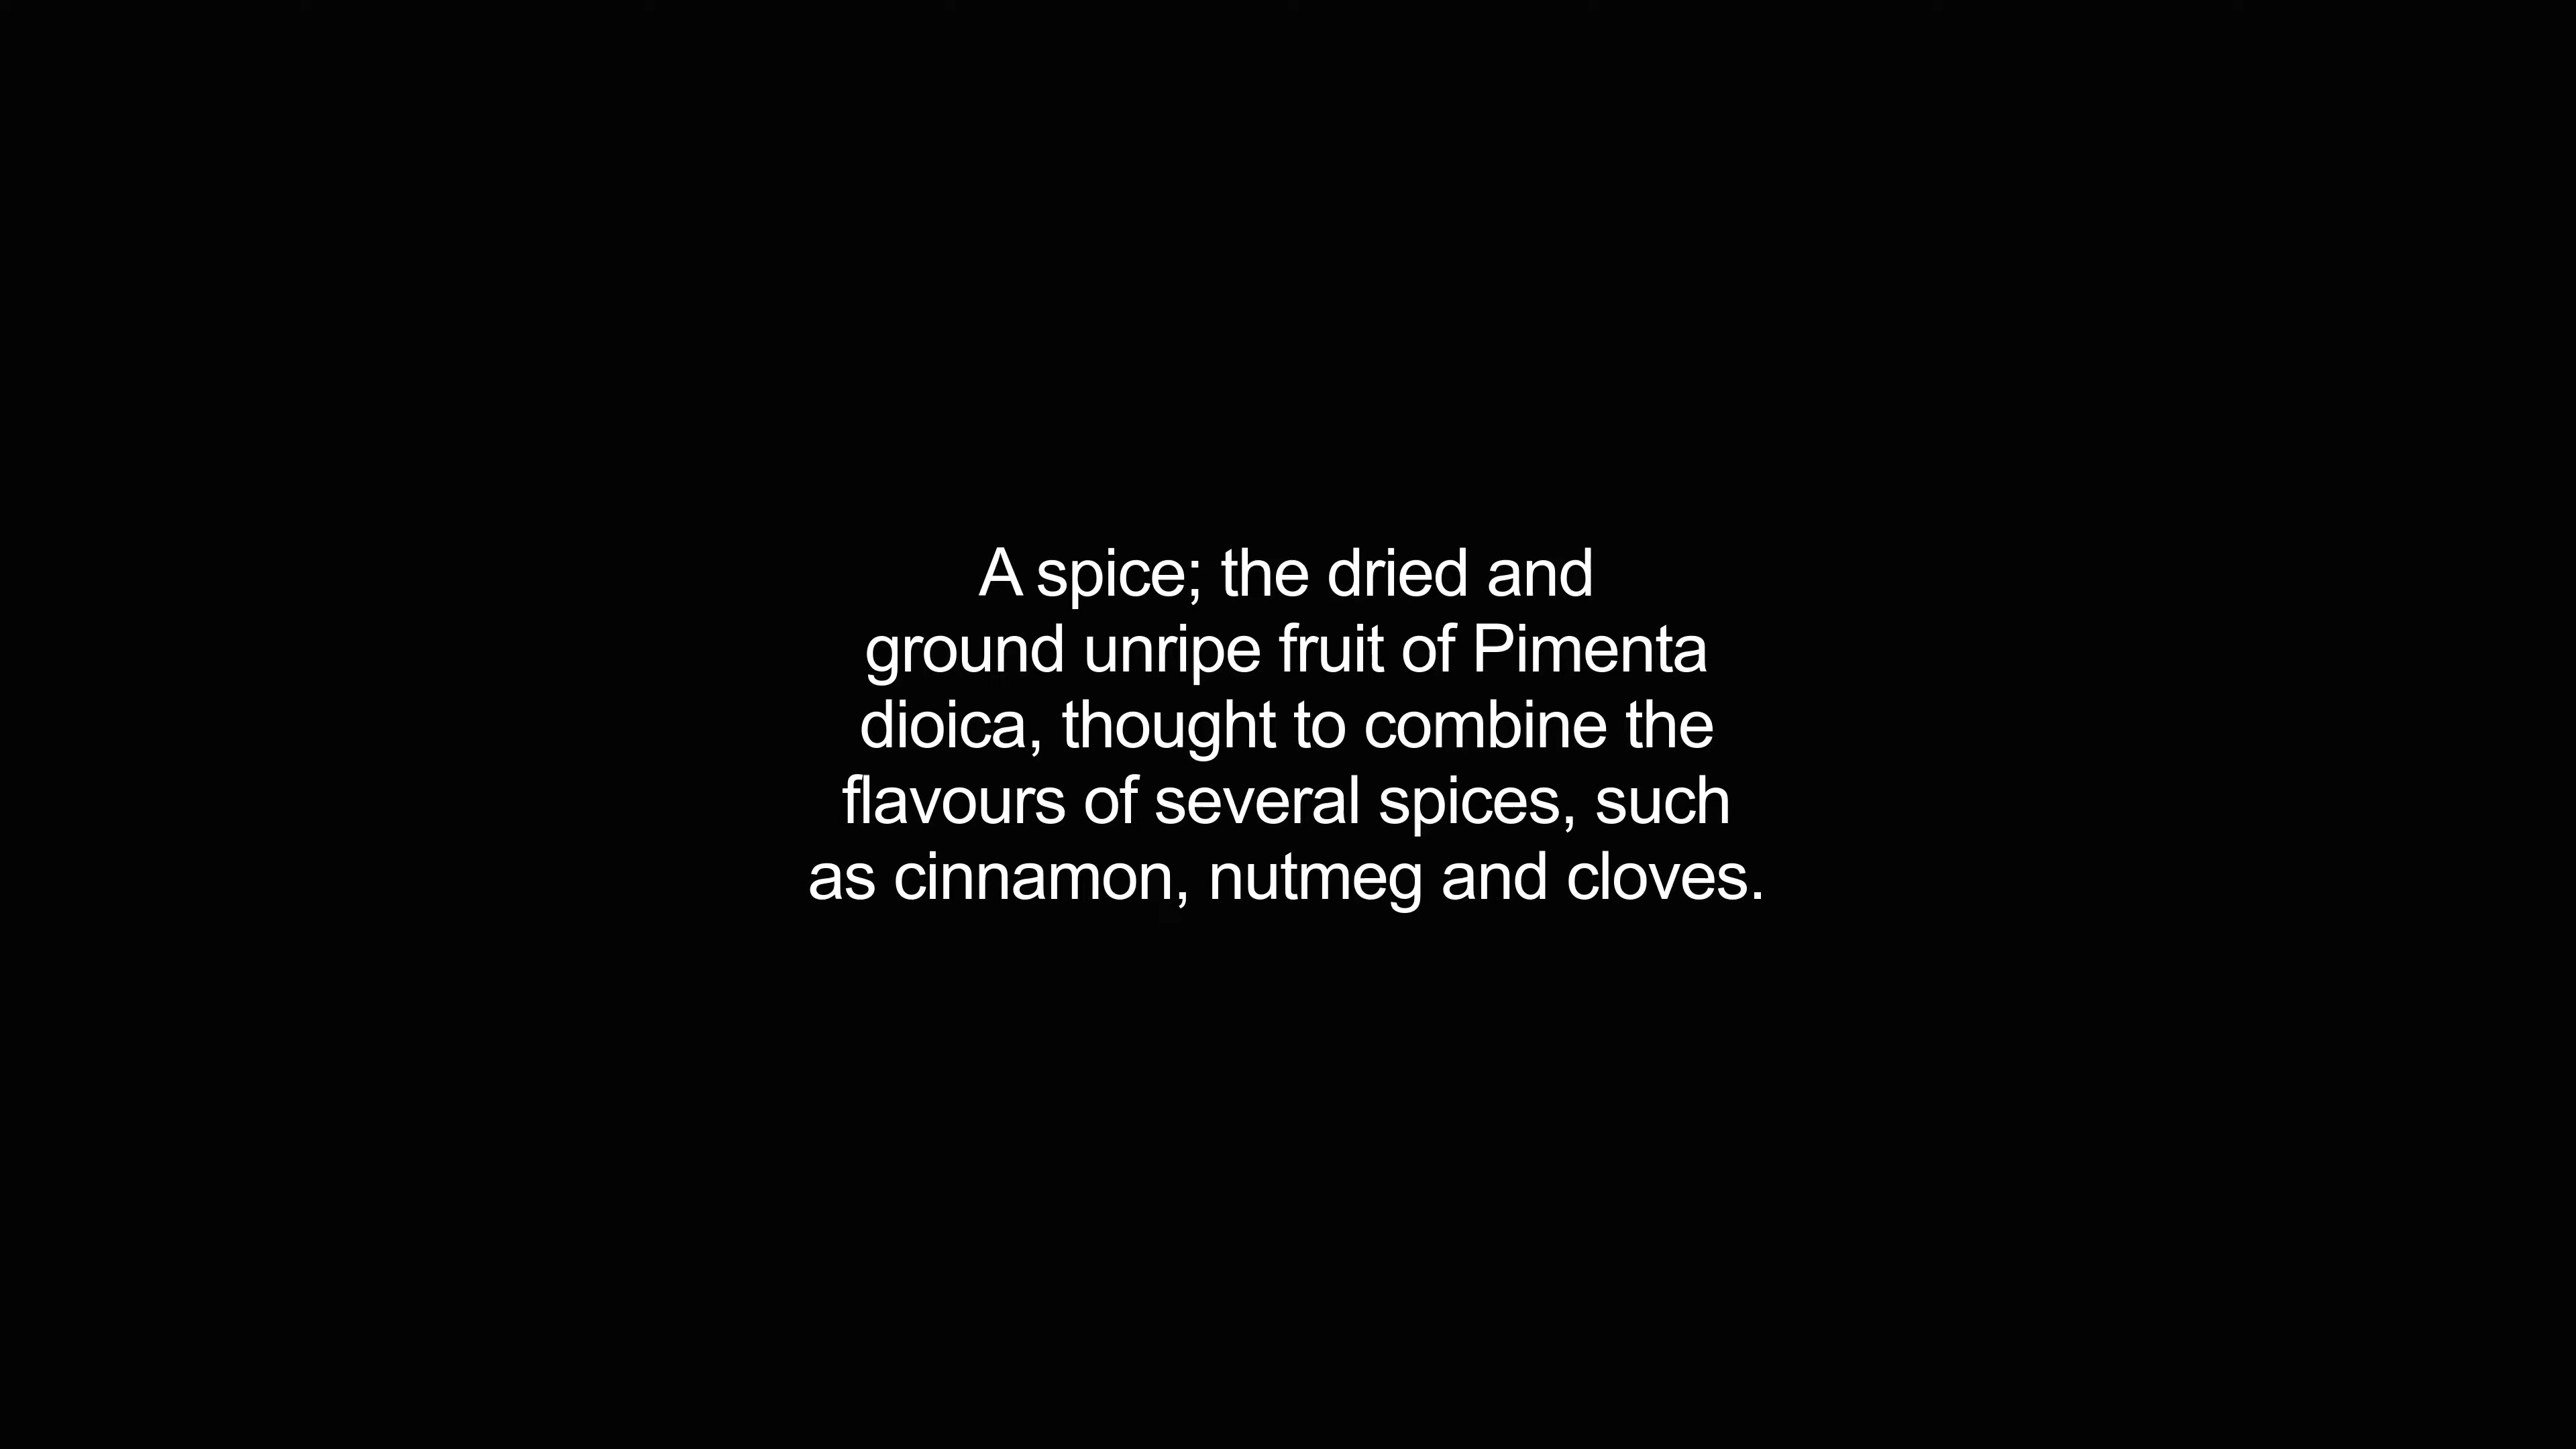 A spice; the dried and
ground unripe fruit of Pimenta
dioica, thought to combine the
flavours of several spices, such
as cinnamon, nutmeg and cloves.